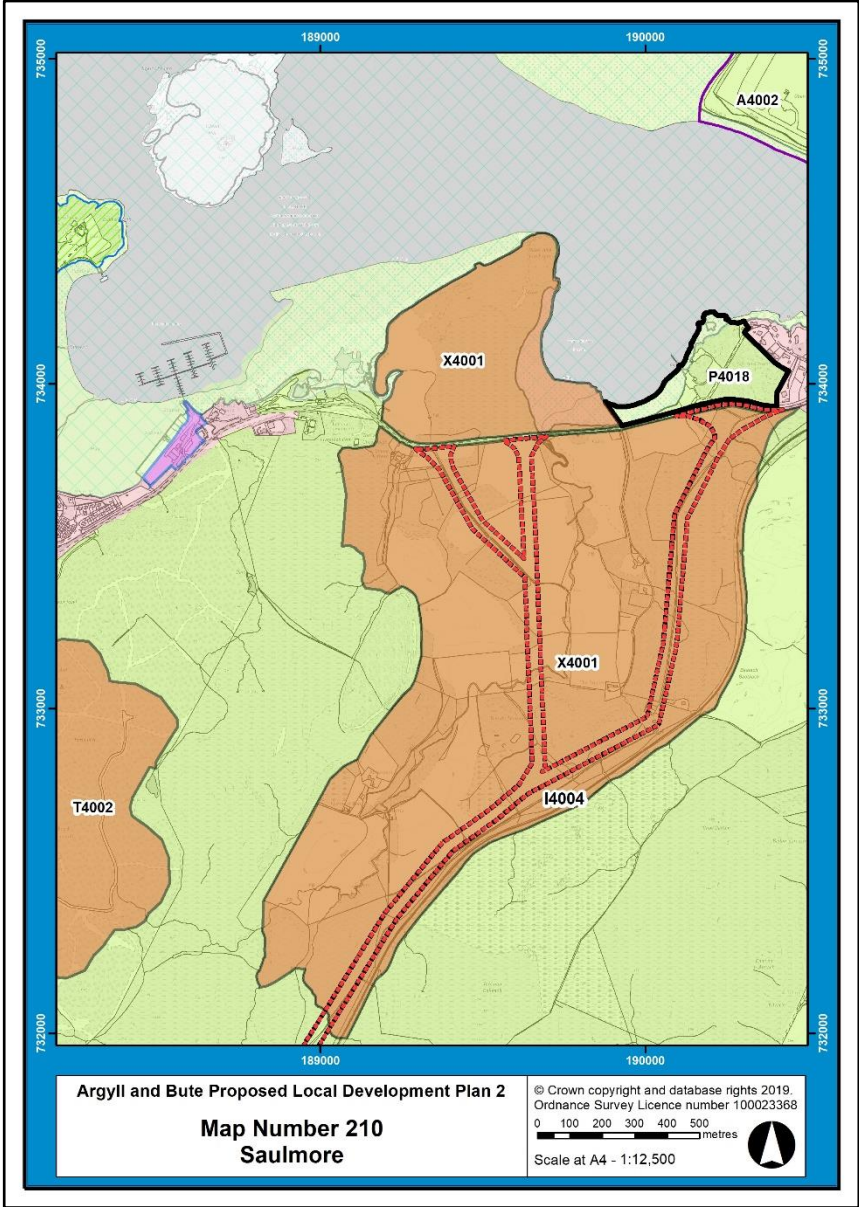 189000
190000
735000
735000
A4002
X4001
734000
P4018
734000
X4001
733000
733000
I4004
T4002
732000
732000
189000
190000
Argyll and Bute Proposed Local Development Plan 2
Map Number 210
Saulmore
© Crown copyright and database rights 2019.
Ordnance Survey Licence number 100023368
0 100 200 300 400 500
metres
Scale at A4 - 1:12,500